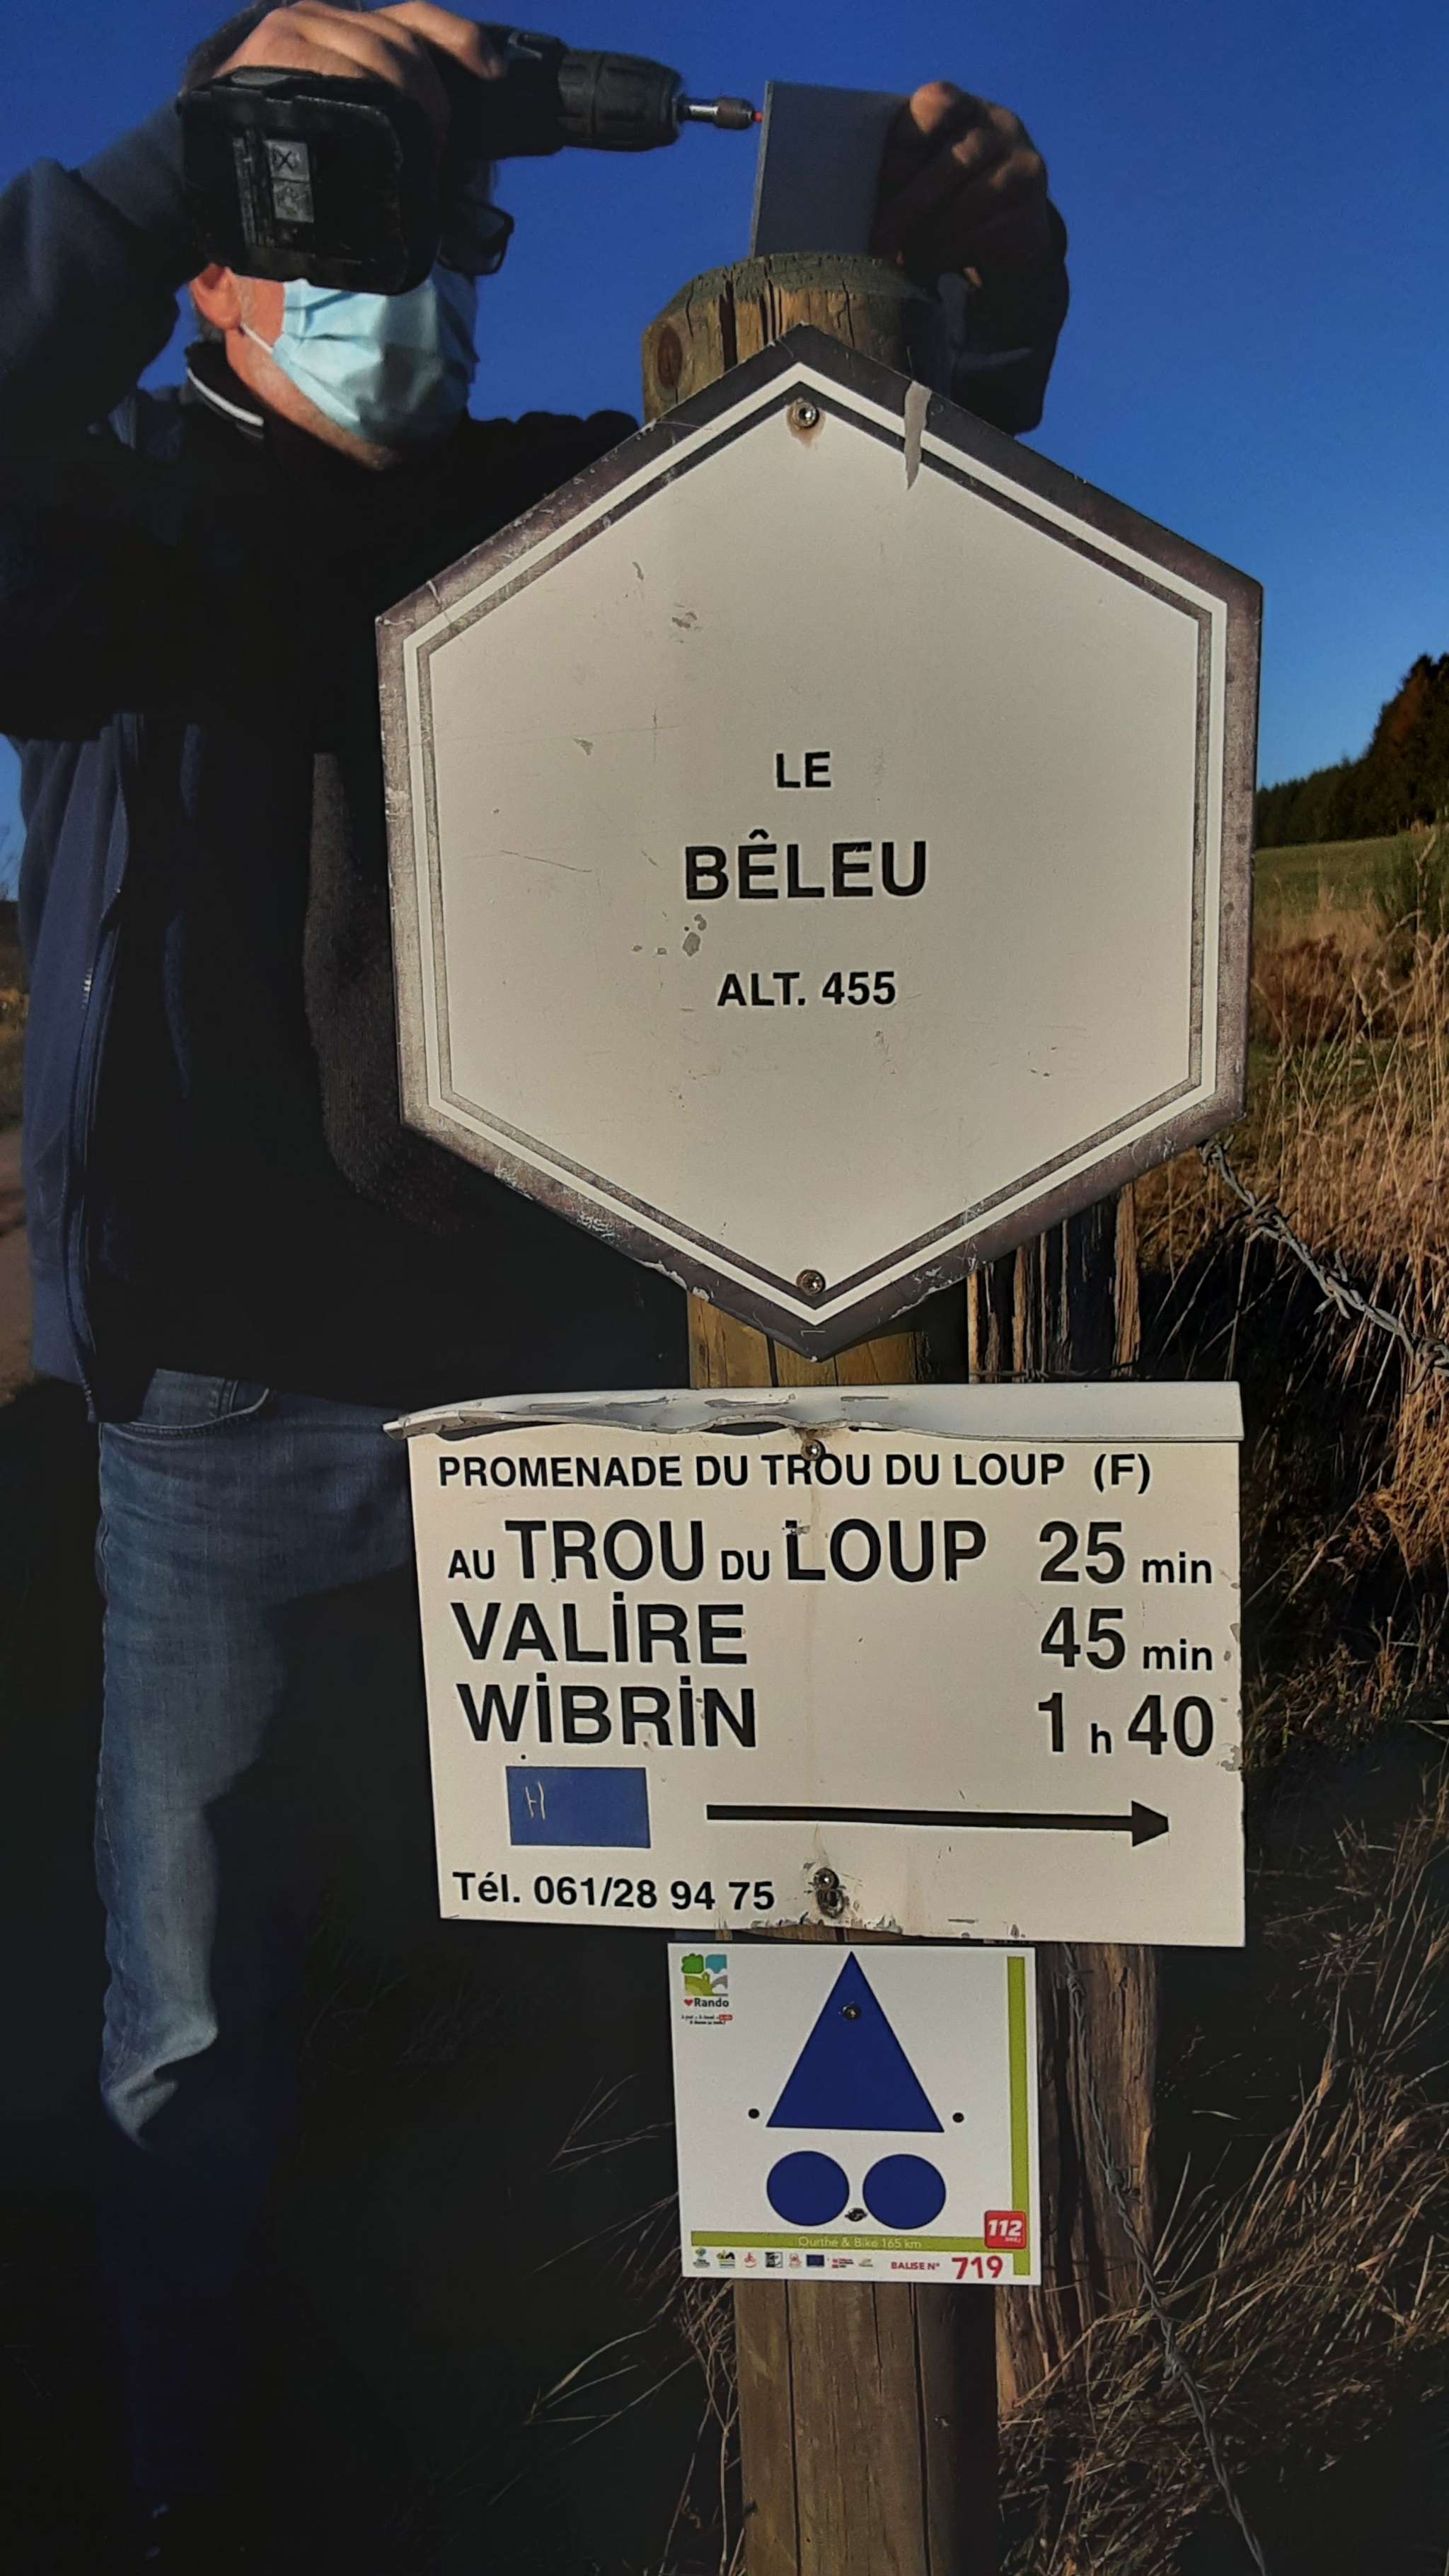 LE
BÊLEU
ALT. 455
PROMENADE DU TROU DU LOUP (F)
AU TROU DU LOUP 25 min
VALİRE 45 min
WİBRİN 1 h 40
Tél. 061/28 94 75
Rando
Ourthe & Bike 165 km
112
BALISE N° 719